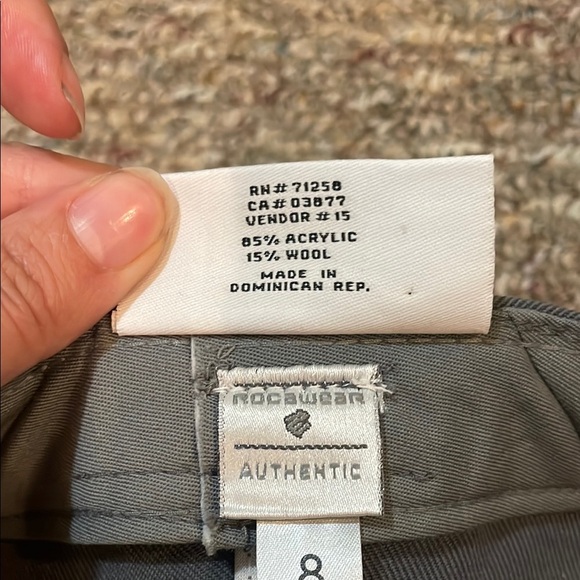 RN# 71258
CA# 03877
VENDOR # 15
85% ACRYLIC
15% WOOL
MADE IN
DOMINICAN REP.
ROCAWEAR
AUTHENTIC
8